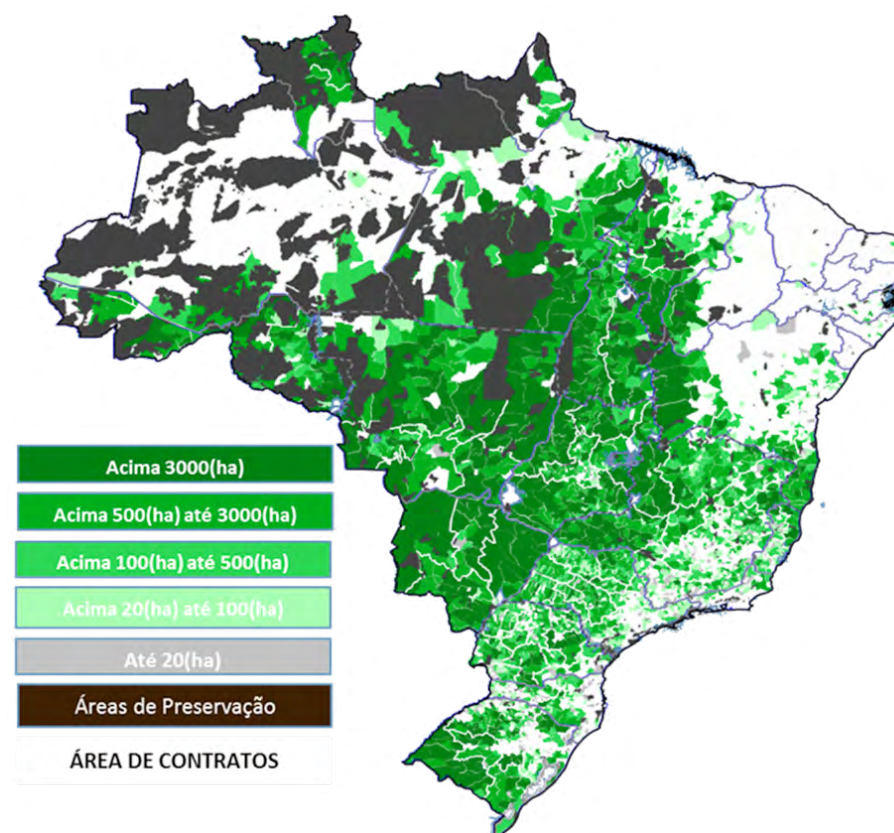 Acima 3000(ha)
Acima 500(ha) até 3000(ha)
Acima 100(ha) até 500(ha)
Acima 20(ha) até 100(ha)
Até 20(ha)
Áreas de Preservação
ÁREA DE CONTRATOS